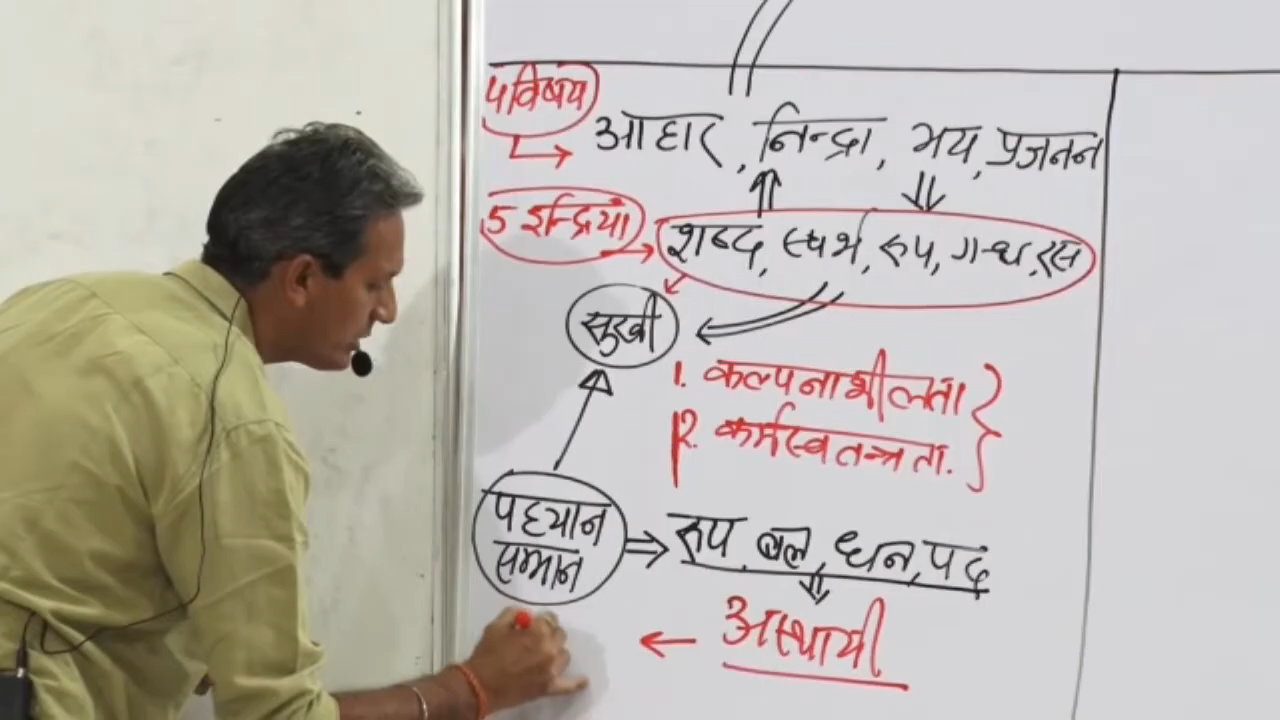 4 विषय
आहार, निन्द्रा, भय, प्रजनन
5 इन्द्रियां
शब्द, स्पर्श, रूप, गन्ध, रस
सुखी
1. कल्पनाशीलता
2. कर्मस्वतन्त्रता.
पहचान
सम्मान
रूप, बल, धन, पद
अस्थायी